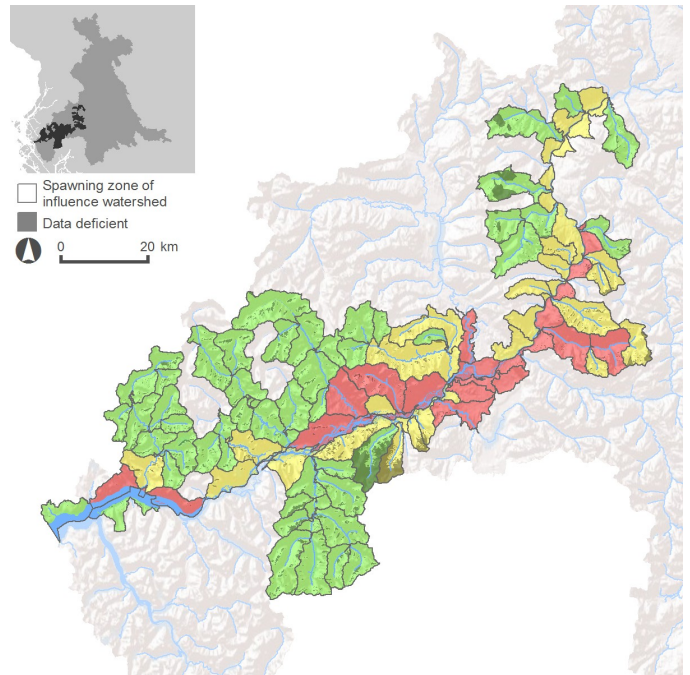 Spawning zone of
influence watershed
Data deficient
0 20 km